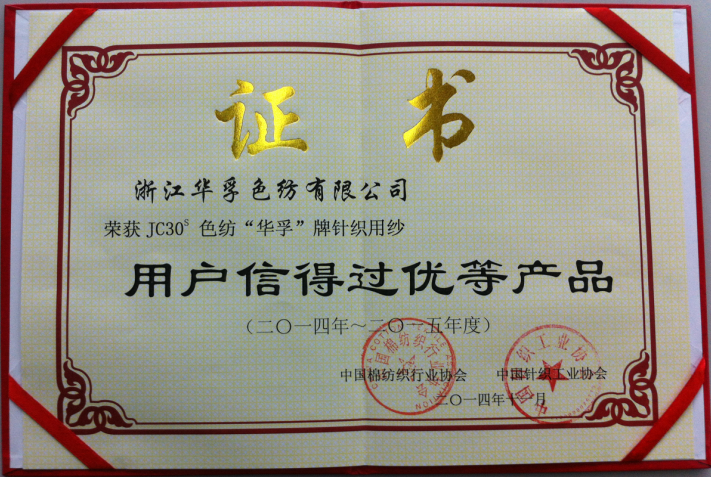 证书
浙江华孚色纺有限公司
荣获 JC30S 色纺“华孚”牌针织用纱
用户信得过优等产品
（二〇一四年～二〇一五年度）
中国棉纺织行业协会 中国针织工业协会
二〇一四年十月